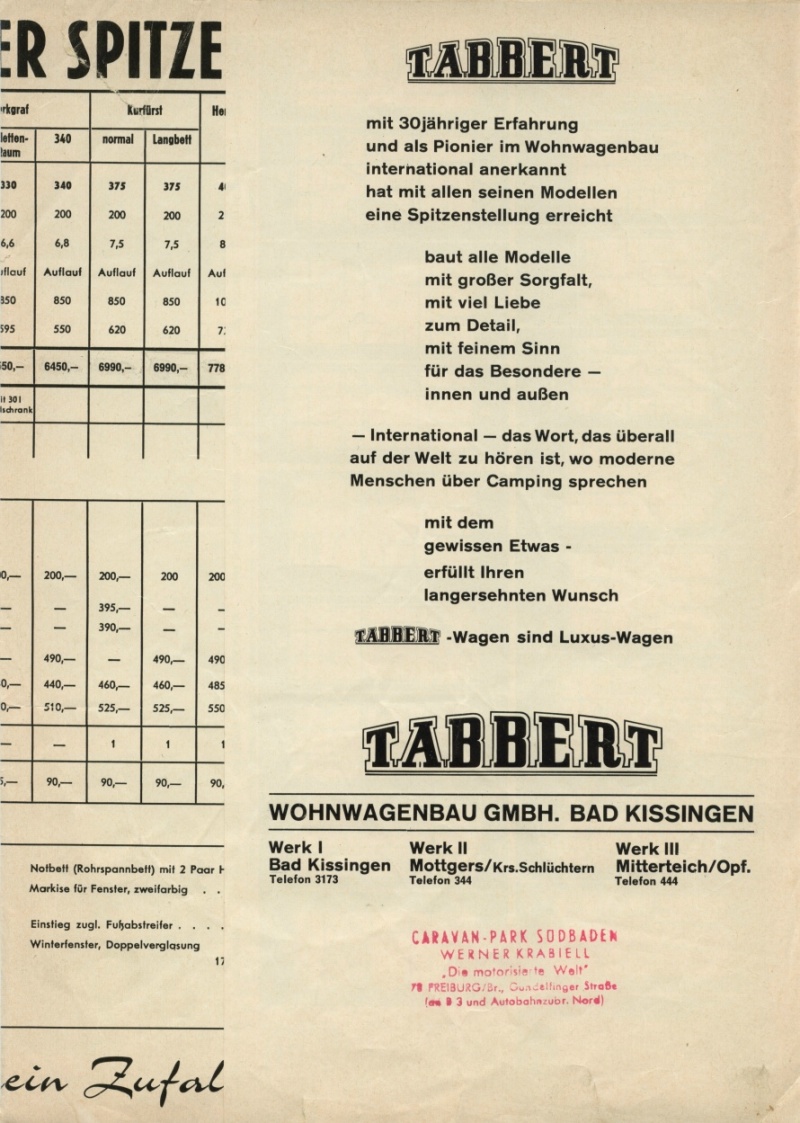 ER SPITZE
rkgraf Kurfürst
340 normal Langbett
330 340 375 375
200 200 200 200
6,6 6,8 7,5 7,5
Auflauf Auflauf Auflauf
850 850 850
595 550 620 620
6450,— 6990,— 6990,—
200,— 200,— 200
— 395,— —
— 390,— —
490,— — 490,—
440,— 460,— 460,—
510,— 525,— 525,—
— 1 1
90,— 90,— 90,—
Notbett (Rohrspannbett) mit 2 Paar
Markise für Fenster, zweifarbig . .
Einstieg zugl. Fußabstreifer . . . .
Winterfenster, Doppelverglasung
17
ein Zufal
TABBERT
mit 30jähriger Erfahrung
und als Pionier im Wohnwagenbau
international anerkannt
hat mit allen seinen Modellen
eine Spitzenstellung erreicht
baut alle Modelle
mit großer Sorgfalt,
mit viel Liebe
zum Detail,
mit feinem Sinn
für das Besondere —
innen und außen
— International — das Wort, das überall
auf der Welt zu hören ist, wo moderne
Menschen über Camping sprechen
mit dem
gewissen Etwas -
erfüllt Ihren
langersehnten Wunsch
TABBERT -Wagen sind Luxus-Wagen
TABBERT
WOHNWAGENBAU GMBH. BAD KISSINGEN
Werk I Werk II Werk III
Bad Kissingen Mottgers/Krs.Schlüchtern Mitterteich/Opf.
Telefon 3173 Telefon 344 Telefon 444
CARAVAN-PARK SÜDBADEN
WERNER KRABIELL
„Die motorisierte Welt"
78 FREIBURG/Br., Gundelfinger Straße
(an B 3 und Autobahnzubr. Nord)